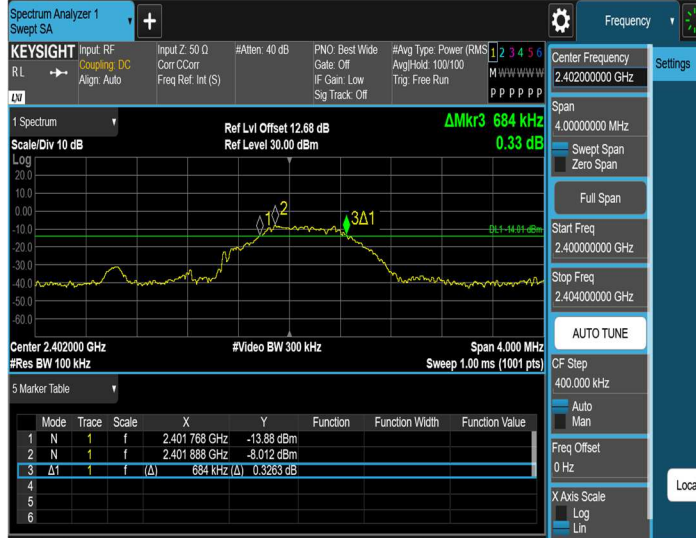 Spectrum Analyzer 1
Swept SA
+
Frequency
KEYSIGHT
RL
LXI
Input: RF
Coupling: DC
Align: Auto
Input Z: 50 Ω
Corr CCorr
Freq Ref: Int (S)
#Atten: 40 dB
PNO: Best Wide
Gate: Off
IF Gain: Low
Sig Track: Off
#Avg Type: Power (RMS
Avg|Hold: 100/100
Trig: Free Run
1 2 3 4 5 6
M W W W W W
P P P P P P
1 Spectrum
Scale/Div 10 dB
Ref Lvl Offset 12.68 dB
Ref Level 30.00 dBm
ΔMkr3 684 kHz
0.33 dB
Log
20.0
10.0
0.00
-10.0
-20.0
-30.0
-40.0
-50.0
-60.0
1
2
3Δ1
DL1 -14.01 dBm
Center 2.402000 GHz
#Res BW 100 kHz
#Video BW 300 kHz
Span 4.000 MHz
Sweep 1.00 ms (1001 pts)
5 Marker Table
Mode Trace Scale X Y Function Function Width Function Value
1 N 1 f 2.401 768 GHz -13.88 dBm
2 N 1 f 2.401 888 GHz -8.012 dBm
3 Δ1 1 f (Δ) 684 kHz (Δ) 0.3263 dB
4
5
6
Center Frequency
2.402000000 GHz
Settings
Span
4.00000000 MHz
Swept Span
Zero Span
Full Span
Start Freq
2.400000000 GHz
Stop Freq
2.404000000 GHz
AUTO TUNE
CF Step
400.000 kHz
Auto
Man
Freq Offset
0 Hz
X Axis Scale
Log
Lin
Loca